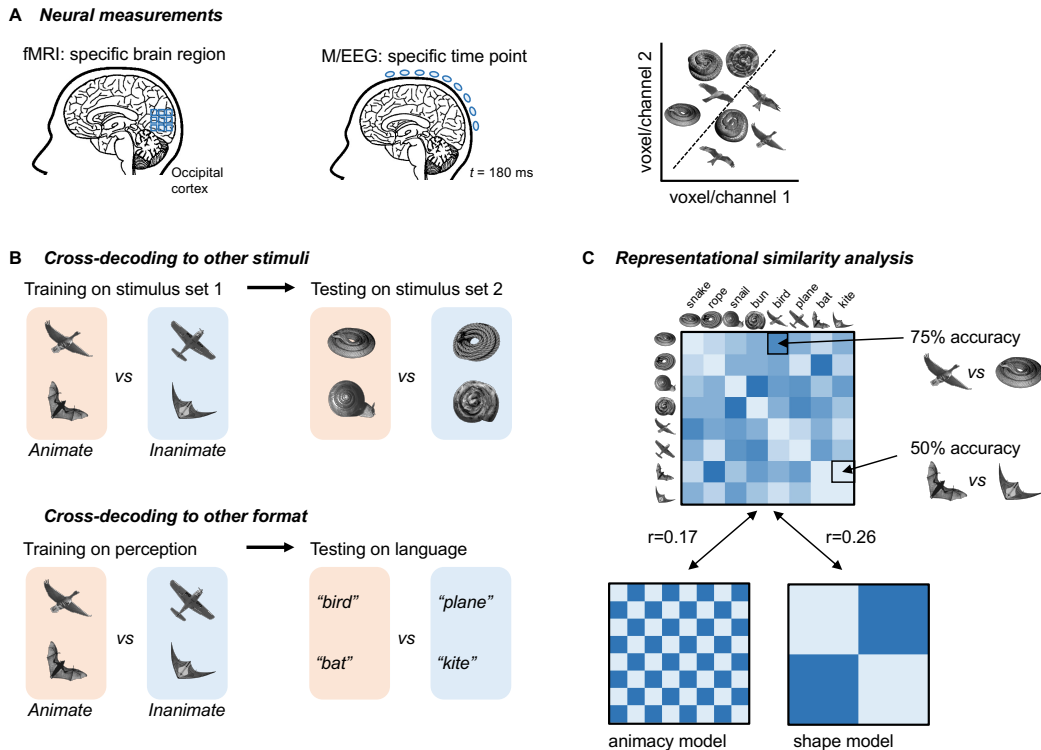 A Neural measurements
fMRI: specific brain region
Occipital
cortex
M/EEG: specific time point
t = 180 ms
voxel/channel 2
voxel/channel 1
B Cross-decoding to other stimuli
Training on stimulus set 1
Testing on stimulus set 2
vs
vs
Animate
Inanimate
Cross-decoding to other format
Training on perception
Testing on language
vs
vs
“bird”
“plane”
“bat”
“kite”
Animate
Inanimate
C Representational similarity analysis
snake
rope
snail
bun
bird
plane
bat
kite
75% accuracy
vs
50% accuracy
vs
r=0.17
r=0.26
animacy model
shape model